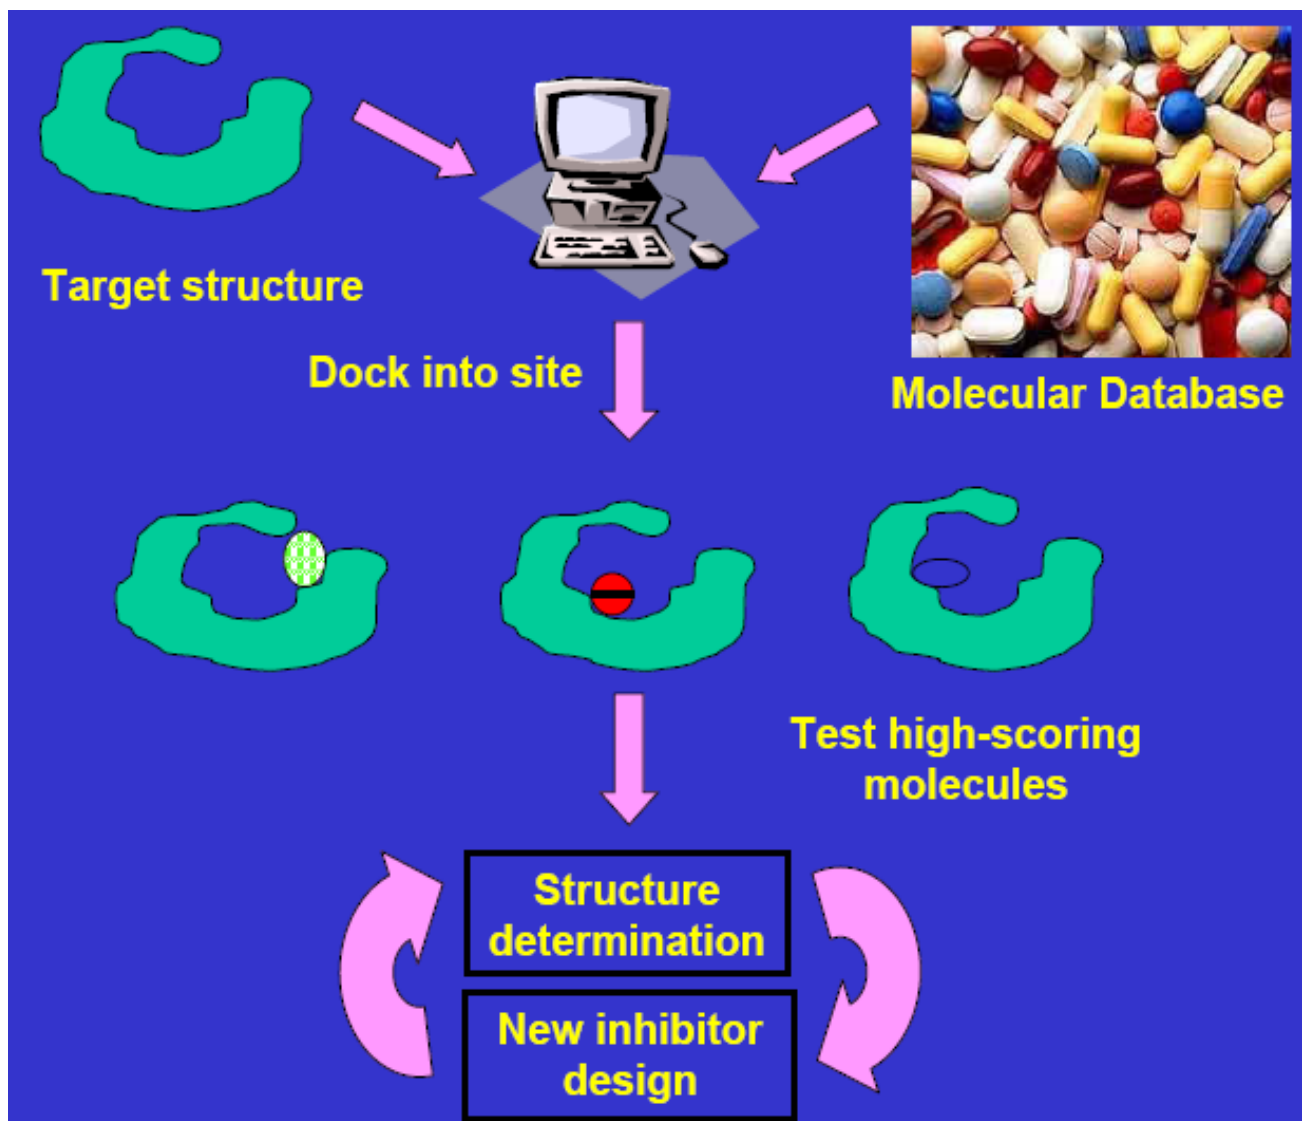 Target structure
Dock into site
Molecular Database
Test high-scoring
molecules
Structure
determination
New inhibitor
design